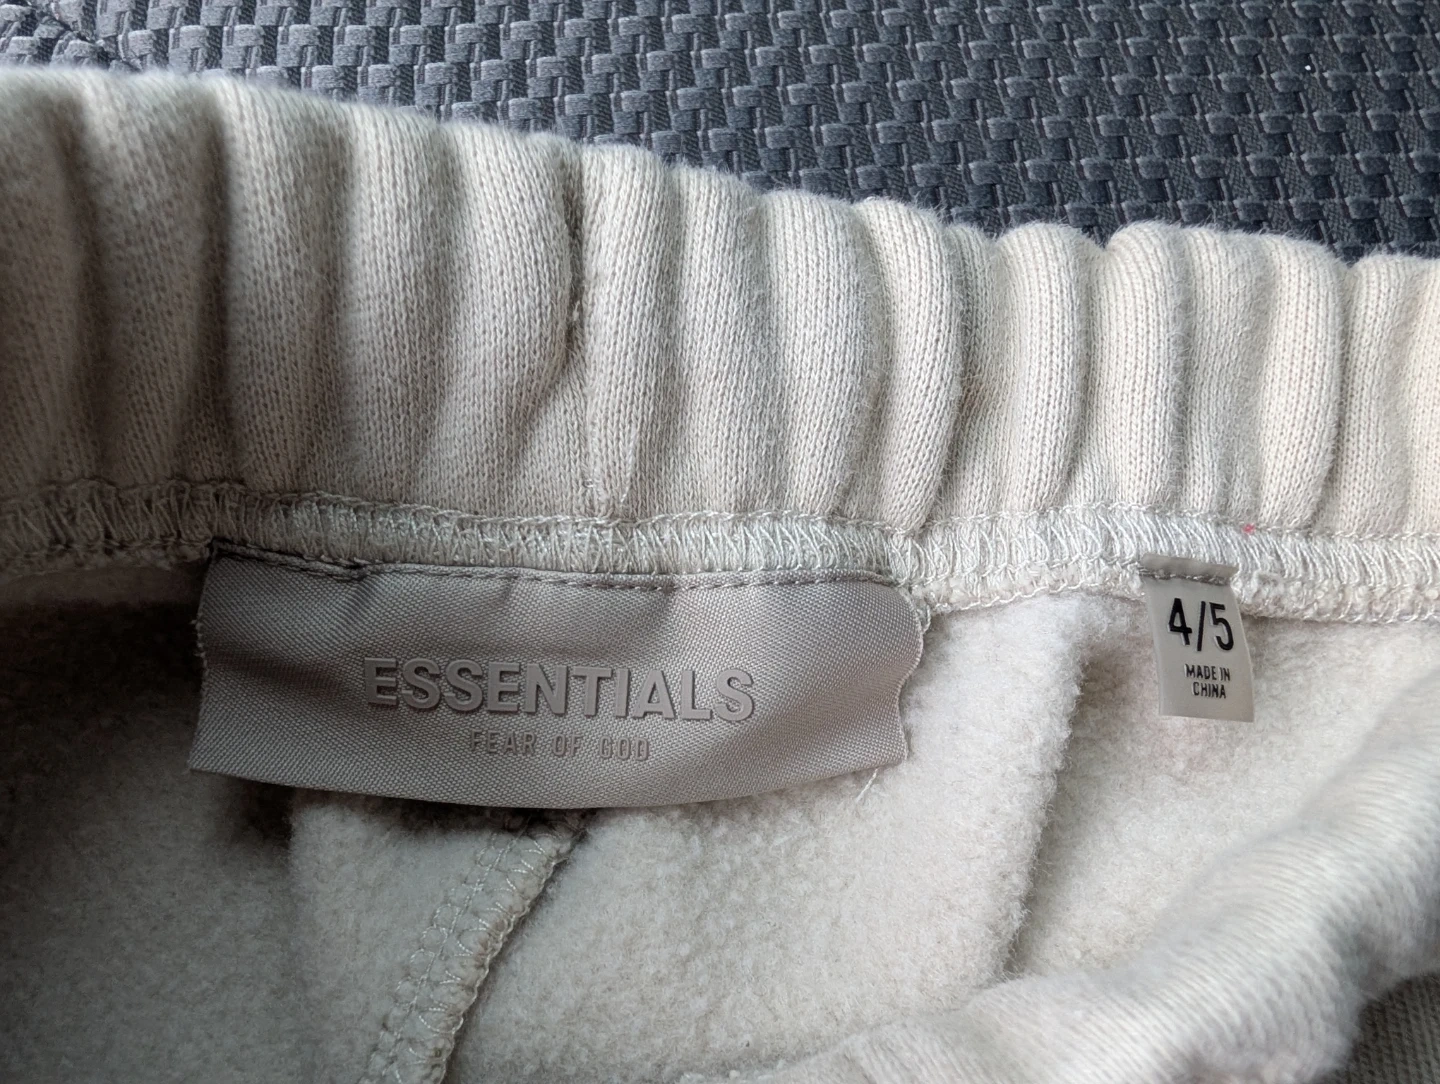 ESSENTIALS
FEAR OF GOD
4/5
MADE IN
CHINA